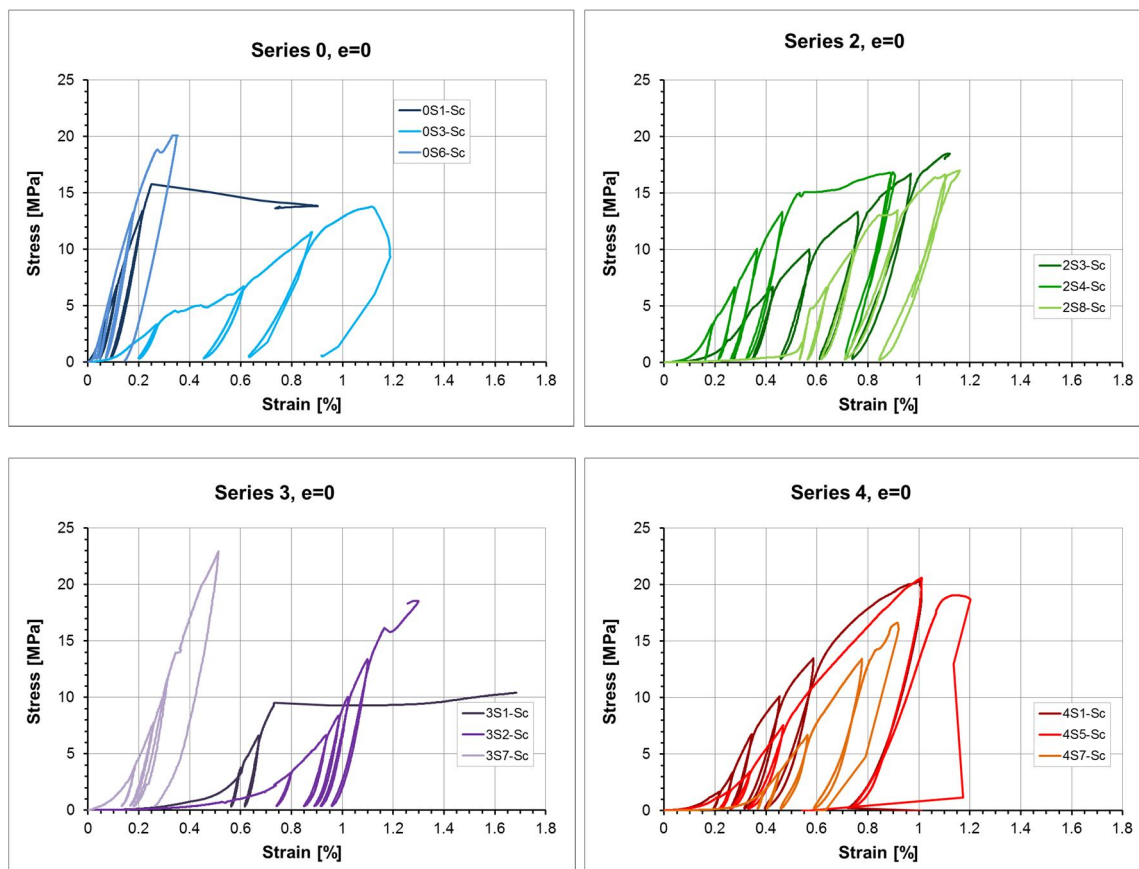 Series 0, e=0
Stress [MPa]
25
20
15
10
5
0
0S1-Sc
0S3-Sc
0S6-Sc
0 0.2 0.4 0.6 0.8 1 1.2 1.4 1.6 1.8
Strain [%]
Series 2, e=0
Stress [MPa]
25
20
15
10
5
0
2S3-Sc
2S4-Sc
2S8-Sc
0 0.2 0.4 0.6 0.8 1 1.2 1.4 1.6 1.8
Strain [%]
Series 3, e=0
Stress [MPa]
25
20
15
10
5
0
3S1-Sc
3S2-Sc
3S7-Sc
0 0.2 0.4 0.6 0.8 1 1.2 1.4 1.6 1.8
Strain [%]
Series 4, e=0
Stress [MPa]
25
20
15
10
5
0
4S1-Sc
4S5-Sc
4S7-Sc
0 0.2 0.4 0.6 0.8 1 1.2 1.4 1.6 1.8
Strain [%]